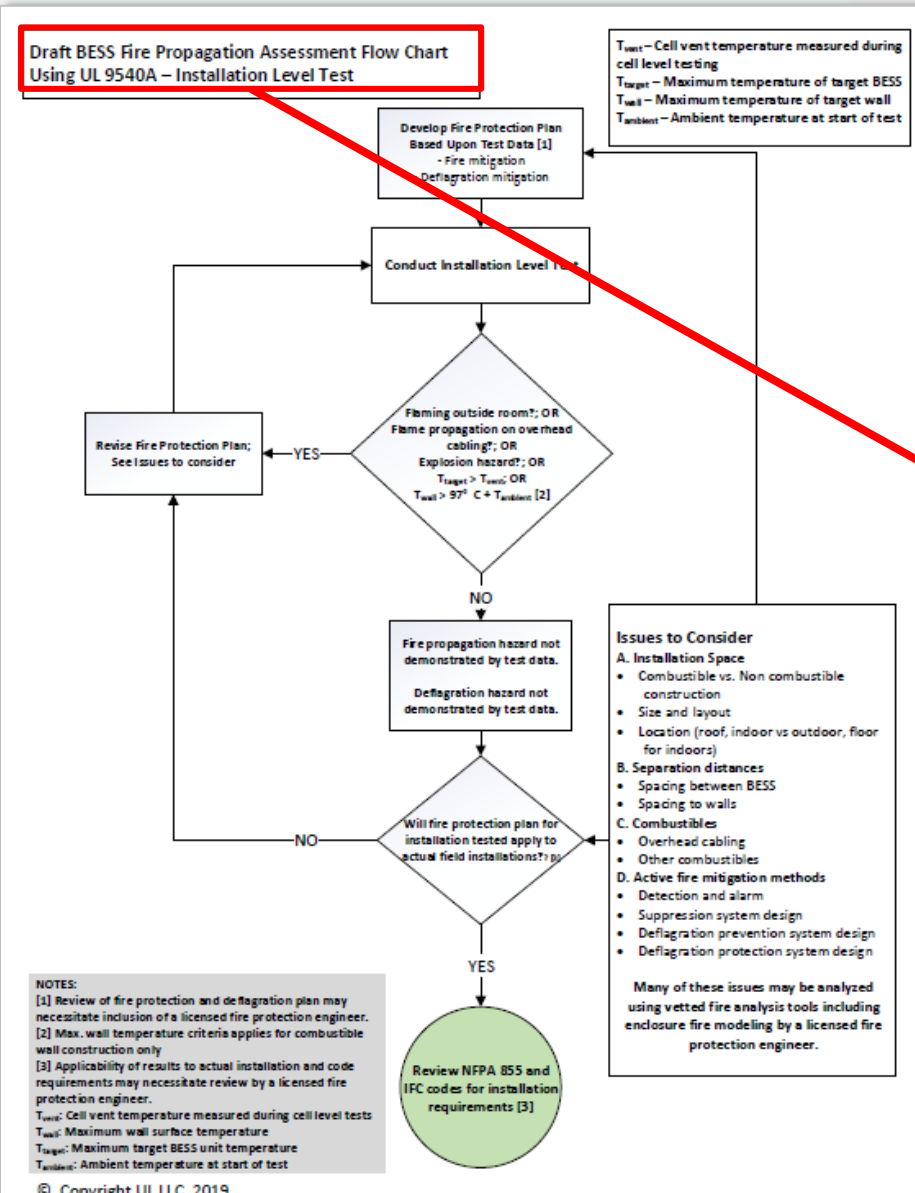 Draft BESS Fire Propagation Assessment Flow Chart
Using UL 9540A – Installation Level Test
Tvent – Cell vent temperature measured during
cell level testing
Ttarget – Maximum temperature of target BESS
Twall – Maximum temperature of target wall
Tambient – Ambient temperature at start of test
Develop Fire Protection Plan
Based Upon Test Data [1]
- Fire mitigation
- Deflagration mitigation
Conduct Installation Level Test
Flaming outside room?; OR
Flame propagation on overhead
cabling?; OR
Explosion hazard?; OR
Ttarget > Tvent; OR
Twall > 97° C + Tambient [2]
YES
Revise Fire Protection Plan;
See Issues to consider
NO
Fire propagation hazard not
demonstrated by test data.
Deflagration hazard not
demonstrated by test data.
Will fire protection plan for
installation tested apply to
actual field installations?
NO
YES
Review NFPA 855 and
IFC codes for installation
requirements [3]
Issues to Consider
A. Installation Space
• Combustible vs. Non combustible
construction
• Size and layout
• Location (roof, indoor vs outdoor, floor
for indoors)
B. Separation distances
• Spacing between BESS
• Spacing to walls
C. Combustibles
• Overhead cabling
• Other combustibles
D. Active fire mitigation methods
• Detection and alarm
• Suppression system design
• Deflagration prevention system design
• Deflagration protection system design
Many of these issues may be analyzed
using vetted fire analysis tools including
enclosure fire modeling by a licensed fire
protection engineer.
NOTES:
[1] Review of fire protection and deflagration plan may
necessitate inclusion of a licensed fire protection engineer.
[2] Max. wall temperature criteria applies for combustible
wall construction only
[3] Applicability of results to actual installation and code
requirements may necessitate review by a licensed fire
protection engineer.
Tvent: Cell vent temperature measured during cell level tests
Twall: Maximum wall surface temperature
Ttarget: Maximum target BESS unit temperature
Tambient: Ambient temperature at start of test
© Copyright UL LLC. 2019